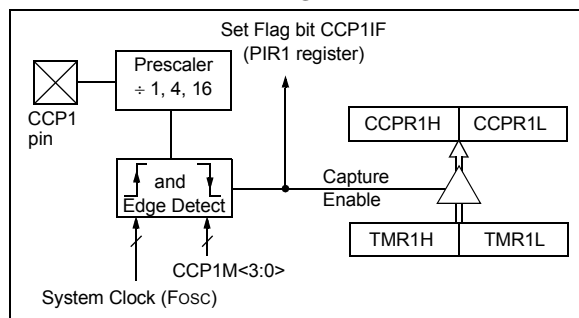 Set Flag bit CCP1IF
(PIR1 register)
Prescaler
÷ 1, 4, 16
CCP1
pin
CCPR1H
CCPR1L
and
Edge Detect
Capture
Enable
TMR1H
TMR1L
CCP1M<3:0>
System Clock (FOSC)